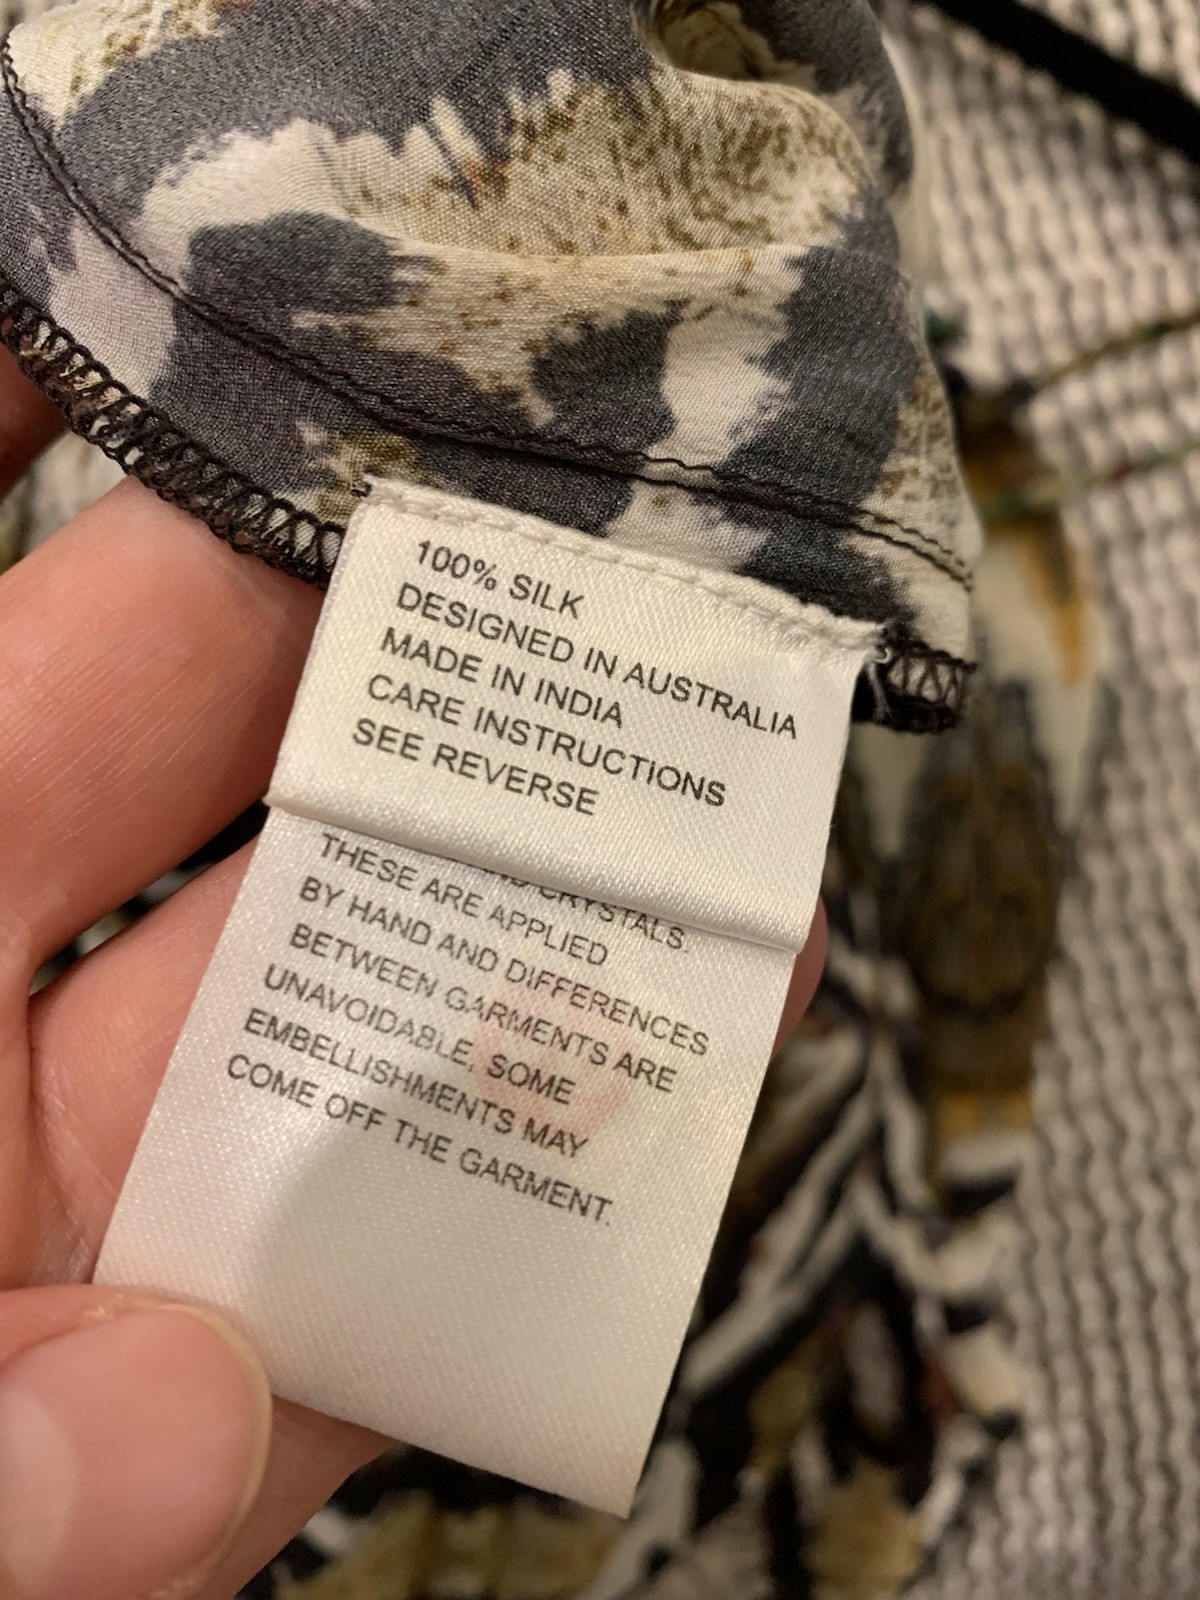 100% SILK
DESIGNED IN AUSTRALIA
MADE IN INDIA
CARE INSTRUCTIONS
SEE REVERSE
CRYSTALS.
THESE ARE APPLIED
BY HAND AND DIFFERENCES
BETWEEN GARMENTS ARE
UNAVOIDABLE, SOME
EMBELLISHMENTS MAY
COME OFF THE GARMENT.